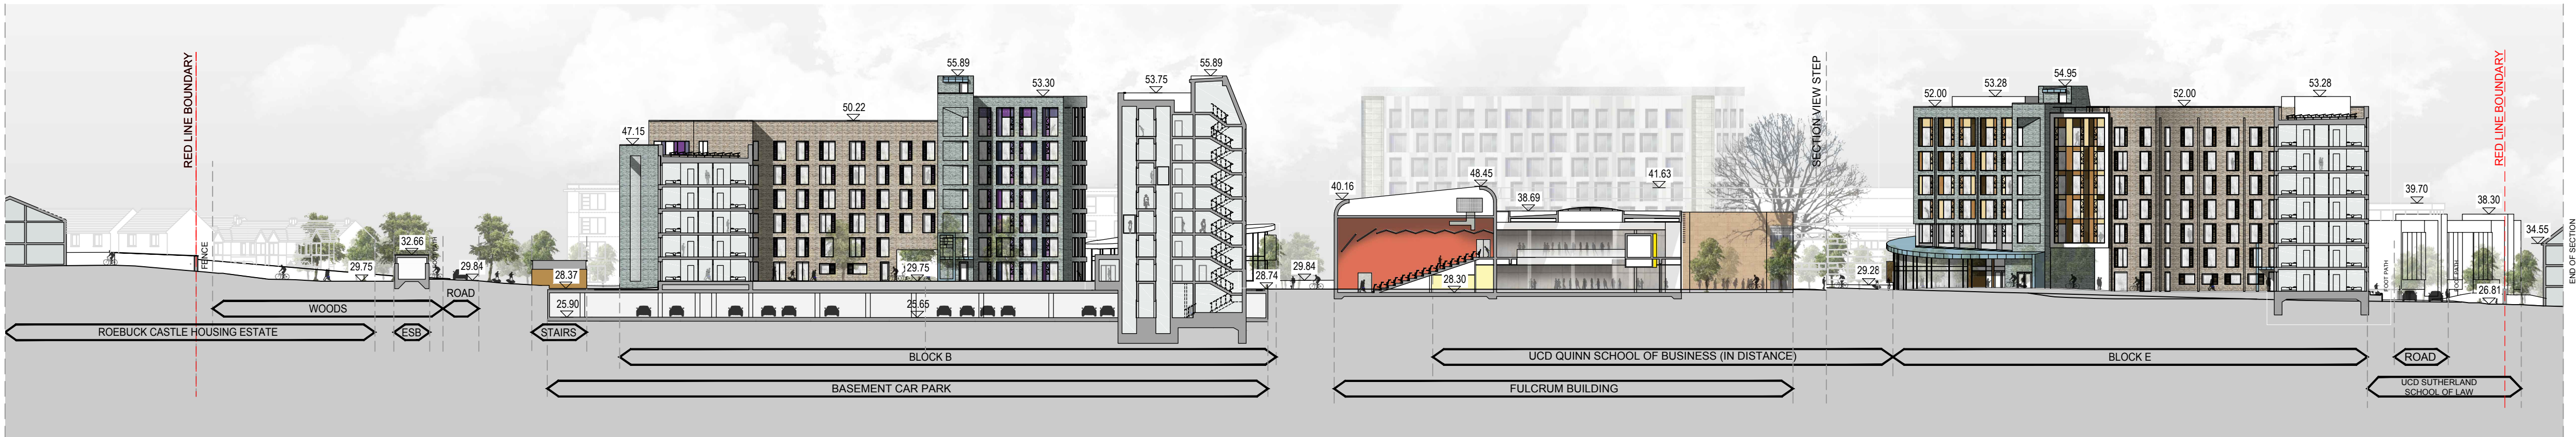 RED LINE BOUNDARY
FENCE
29.75
32.66
29.84
28.37
25.90
47.15
50.22
55.89
53.30
29.75
25.65
53.75
55.89
28.74
29.84
40.16
48.45
38.69
41.63
28.30
SECTION VIEW STEP
29.28
52.00
53.28
54.95
52.00
53.28
FOOT PATH
39.70
38.30
26.81
RED LINE BOUNDARY
34.55
END OF SECTION
WOODS
ROAD
ROEBUCK CASTLE HOUSING ESTATE
ESB
STAIRS
BLOCK B
BASEMENT CAR PARK
UCD QUINN SCHOOL OF BUSINESS (IN DISTANCE)
FULCRUM BUILDING
BLOCK E
ROAD
UCD SUTHERLAND
SCHOOL OF LAW